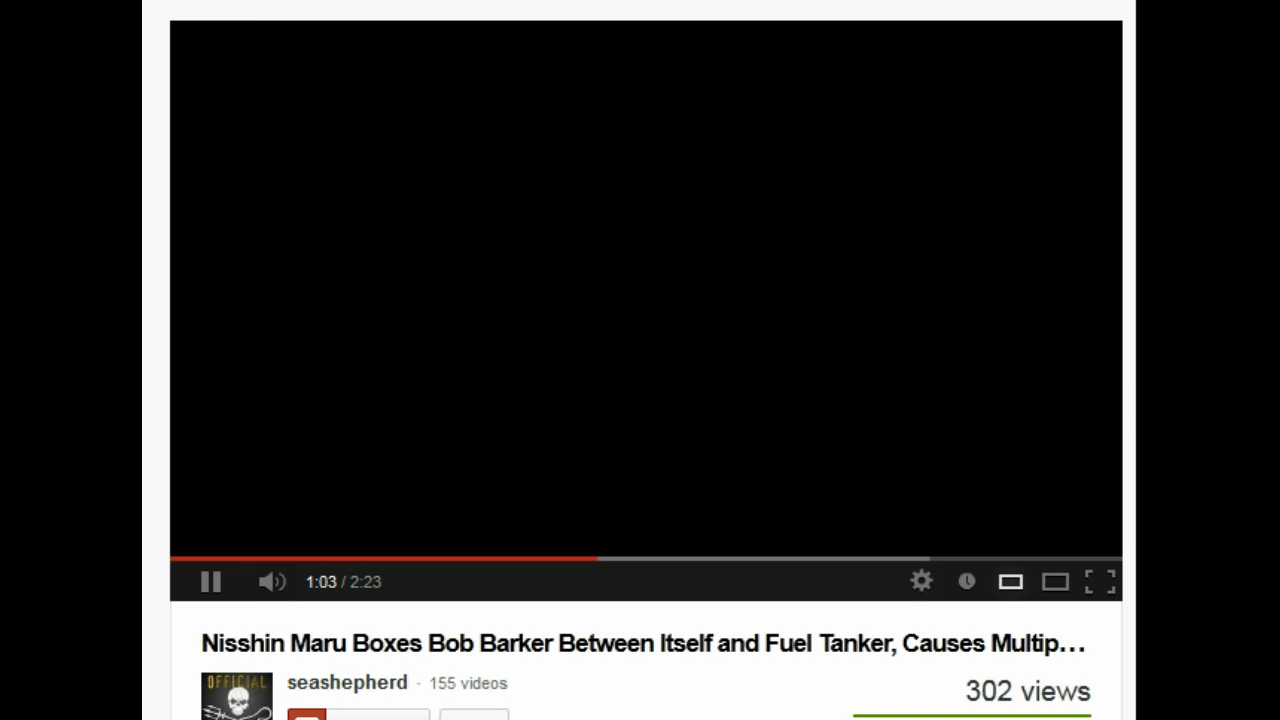 1:03 / 2:23
Nisshin Maru Boxes Bob Barker Between Itself and Fuel Tanker, Causes Multip...
OFFICIAL
seashepherd · 155 videos
302 views